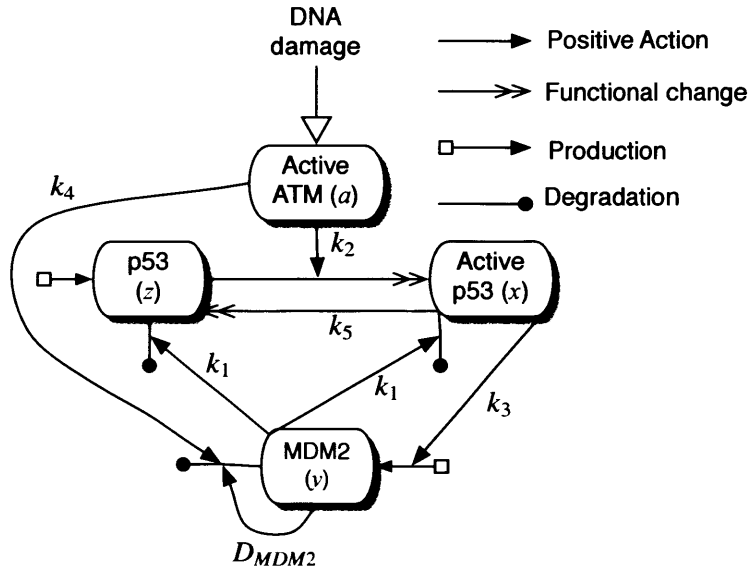 DNA
damage
Positive Action
Functional change
Production
Degradation
Active
ATM (a)
k4
k2
p53
(z)
Active
p53 (x)
k5
k1
k1
k3
MDM2
(v)
D_MDM2